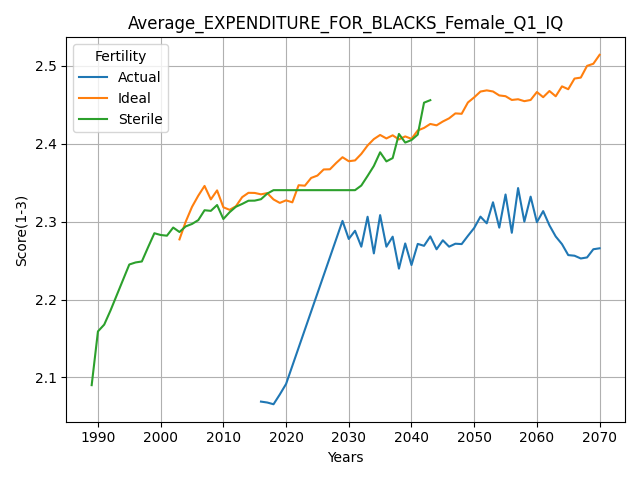 Average_EXPENDITURE_FOR_BLACKS_Female_Q1_IQ
Fertility
Actual
Ideal
Sterile
Score(1-3)
2.5
2.4
2.3
2.2
2.1
1990 2000 2010 2020 2030 2040 2050 2060 2070
Years